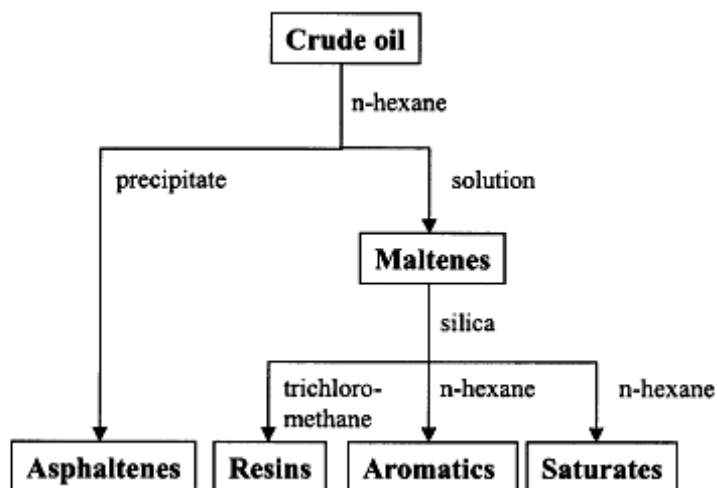 Crude oil
n-hexane
precipitate
solution
Maltenes
silica
trichloro-
methane
n-hexane
n-hexane
Asphaltenes
Resins
Aromatics
Saturates